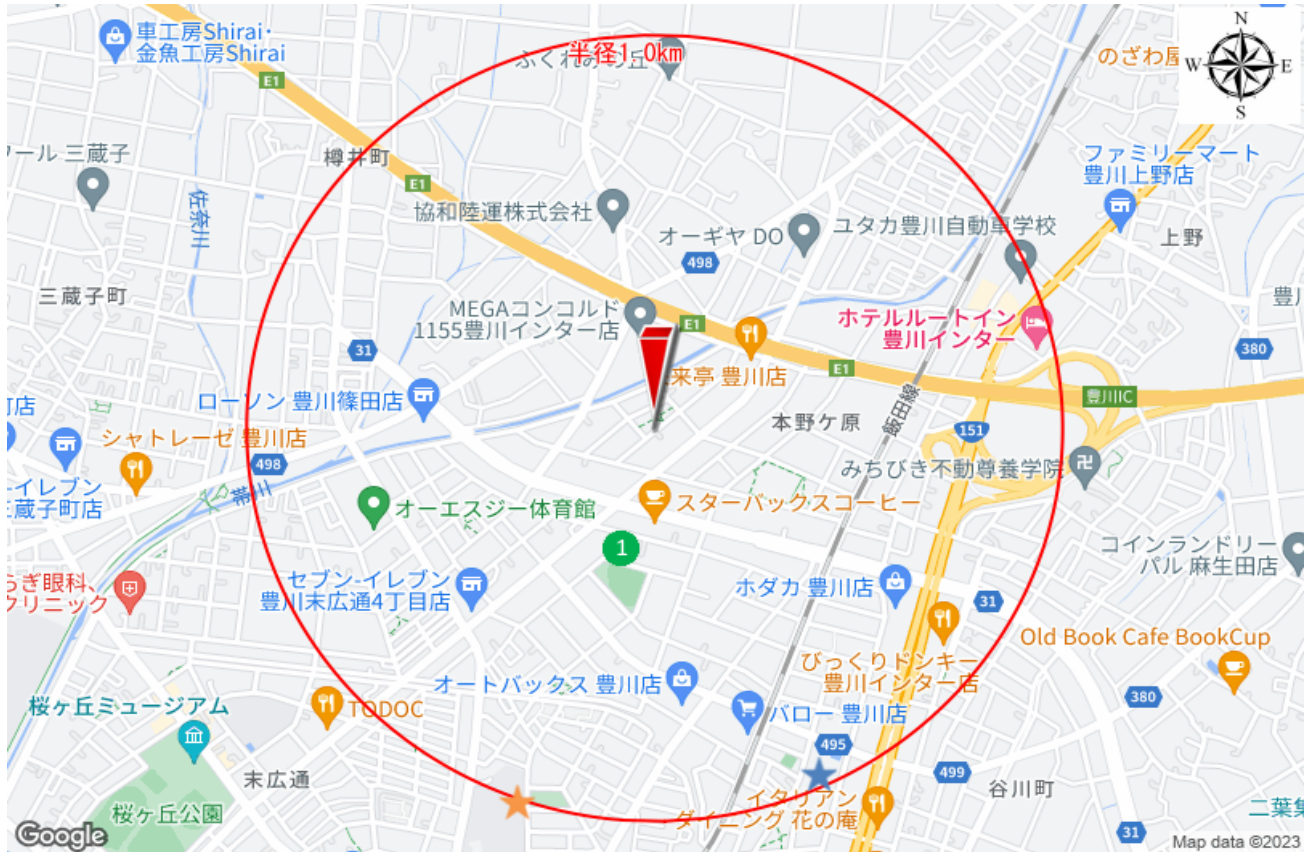 車工房Shirai・
金魚工房Shirai
半径1.0km
ふくれみの丘
のざわ屋
N
W
E
S
E1
樽井町
プール 三蔵子
佐奈川
E1
ファミリーマート
豊川上野店
協和陸運株式会社
オーギヤ DO
ユタカ豊川自動車学校
上野
498
三蔵子町
MEGAコンコルド
1155豊川インター店
E1
ホテルルートイン
豊川インター
豊川
31
380
来亭 豊川店
E1
豊川IC
ローソン 豊川篠田店
飯田線
町店
本野ケ原
151
シャトレーゼ 豊川店
498
みちびき不動尊養学院
ーイレブン
三蔵子町店
帯川
オーエスジー体育館
スターバックスコーヒー
1
コインランドリー
パル 麻生田店
らぎ眼科、
クリニック
セブン-イレブン
豊川末広通4丁目店
ホダカ 豊川店
31
Old Book Cafe BookCup
びっくりドンキー
豊川インター店
オートバックス 豊川店
380
桜ヶ丘ミュージアム
TODOC
バロー 豊川店
495
末広通
499
谷川町
桜ヶ丘公園
イタリアン
ダイニング 花の庵
二葉集
31
Google
Map data ©2023